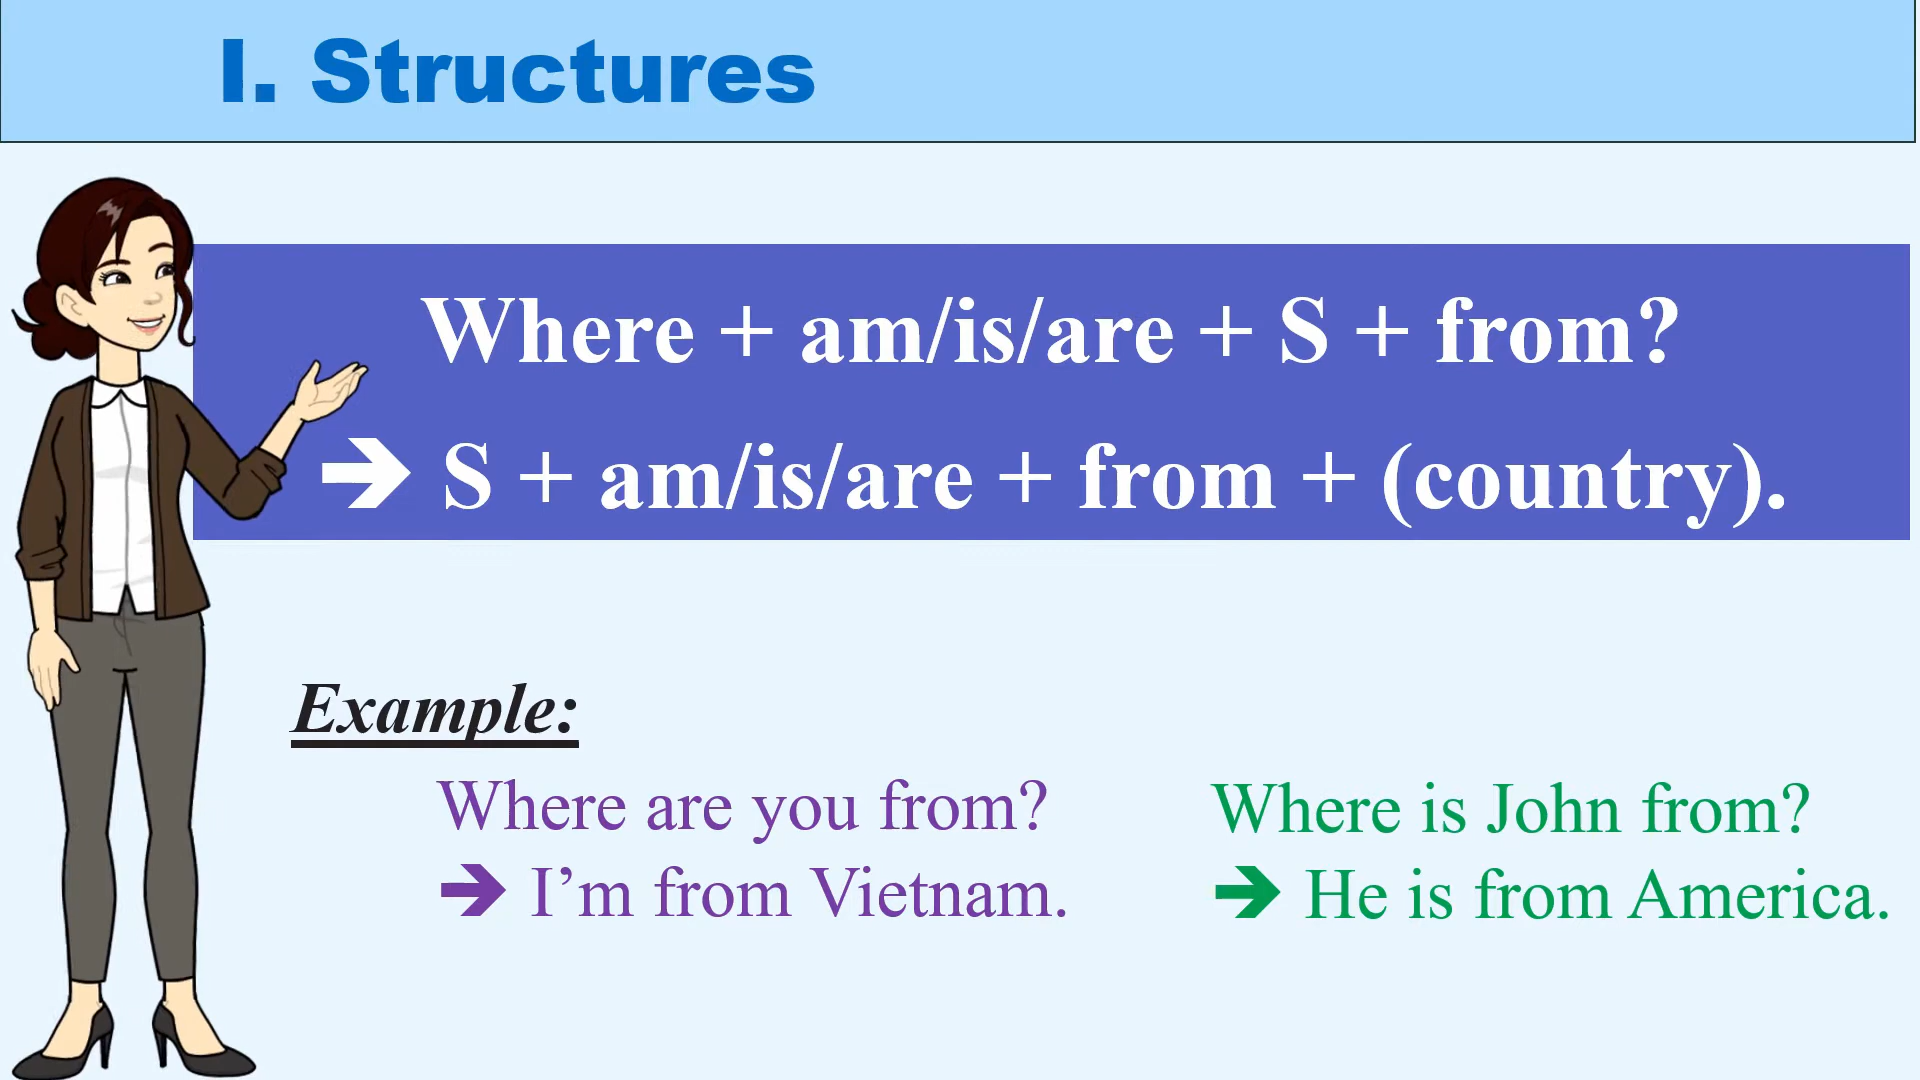 I. Structures
Where + am/is/are + S + from?
➔ S + am/is/are + from + (country).
Example:
Where are you from?
➔ I’m from Vietnam.
Where is John from?
➔ He is from America.